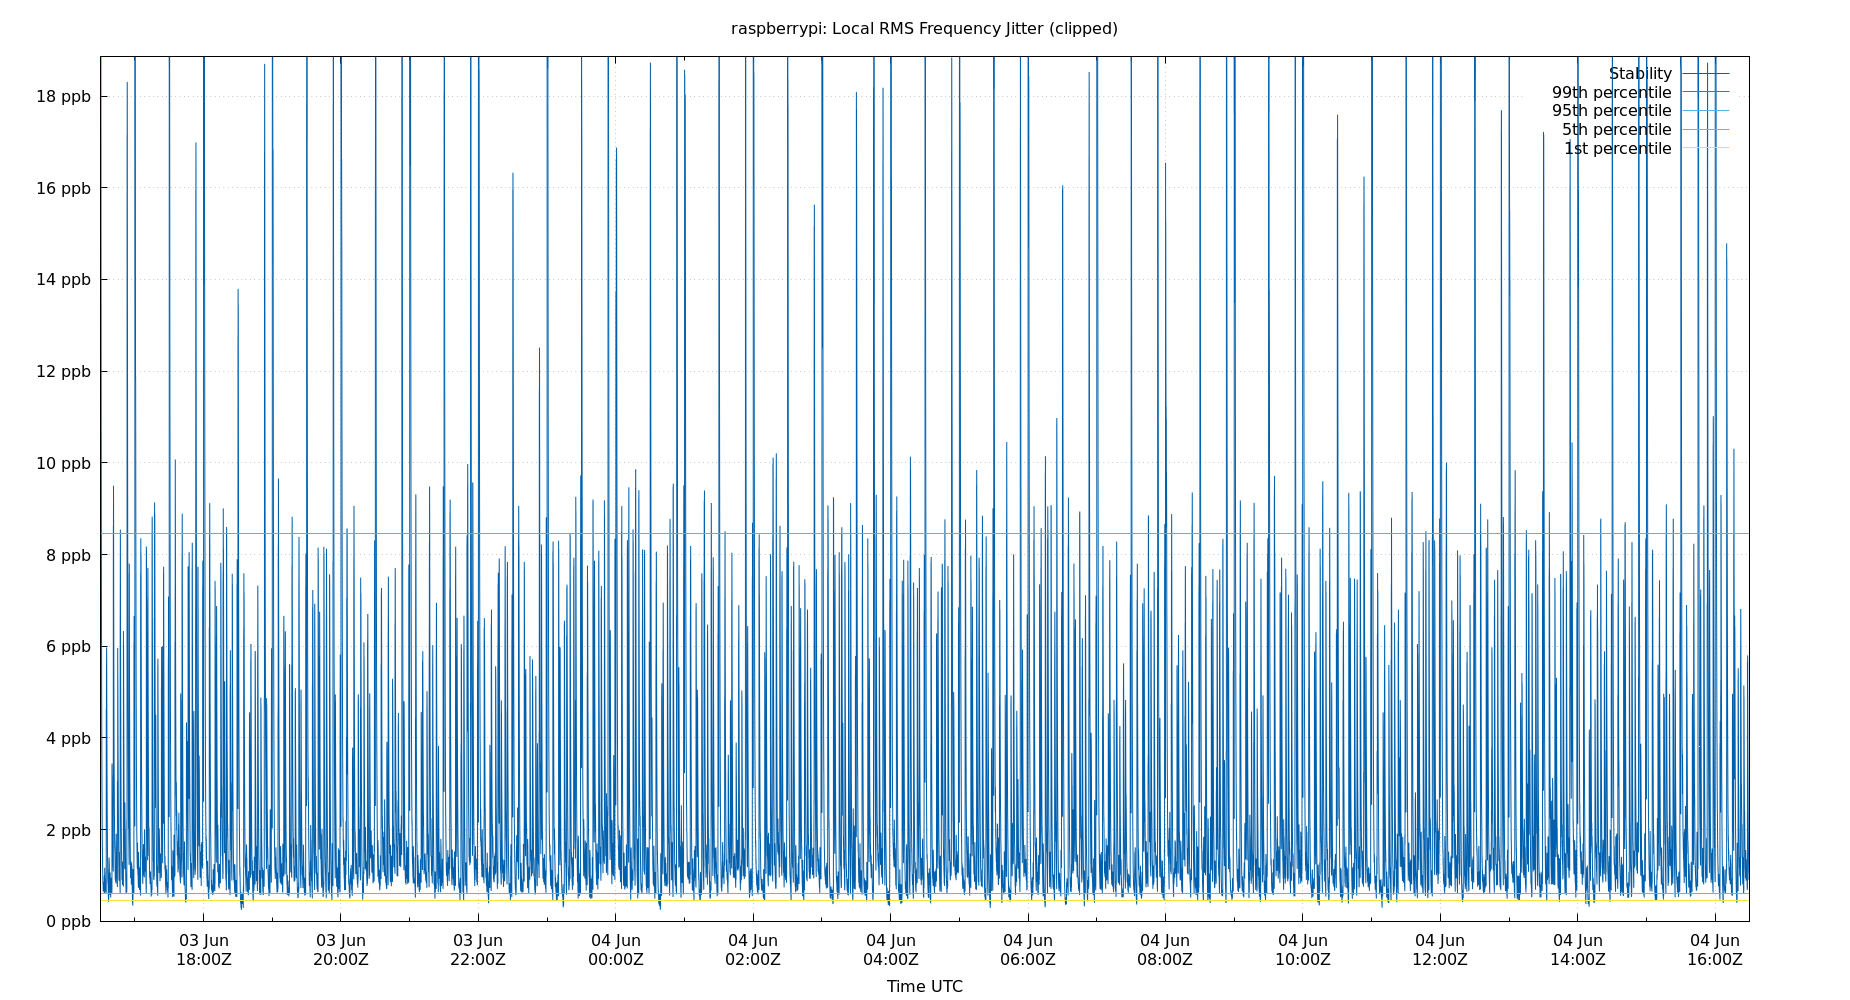 raspberrypi: Local RMS Frequency Jitter (clipped)
Stability
99th percentile
95th percentile
5th percentile
1st percentile
18 ppb
16 ppb
14 ppb
12 ppb
10 ppb
8 ppb
6 ppb
4 ppb
2 ppb
0 ppb
03 Jun 03 Jun 03 Jun 04 Jun 04 Jun 04 Jun 04 Jun 04 Jun 04 Jun 04 Jun 04 Jun 04 Jun
18:00Z 20:00Z 22:00Z 00:00Z 02:00Z 04:00Z 06:00Z 08:00Z 10:00Z 12:00Z 14:00Z 16:00Z
Time UTC